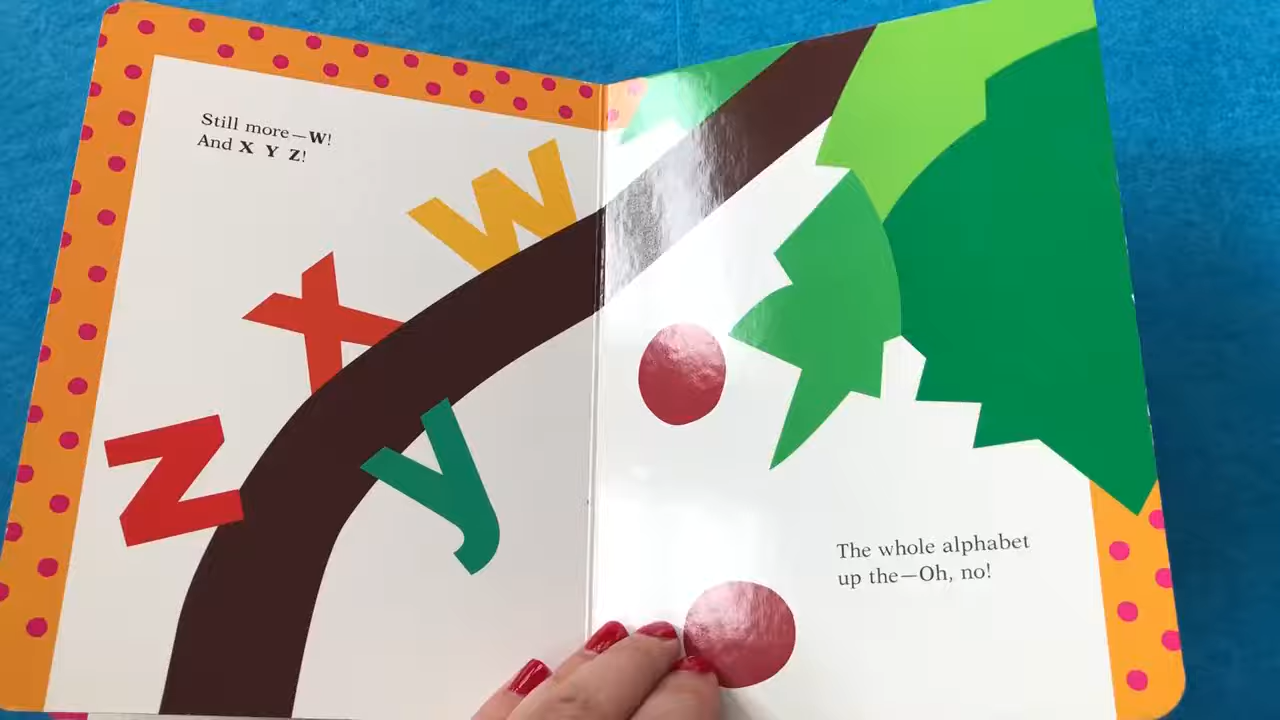 Still more—W!
And X Y Z!
W
X
Z
y
The whole alphabet
up the—Oh, no!